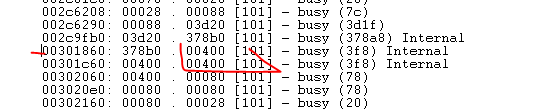 002c6208: 00028 . 00088 [101] - busy (7c)
002c6290: 00088 . 03d20 [101] - busy (3d1f)
002c9fb0: 03d20 . 378b0 [101] - busy (378a8) Internal
00301860: 378b0 . 00400 [101] - busy (3f8) Internal
00301c60: 00400 . 00400 [101] - busy (3f8) Internal
00302060: 00400 . 00080 [101] - busy (78)
003020e0: 00080 . 00080 [101] - busy (78)
00302160: 00080 . 00028 [101] - busy (20)